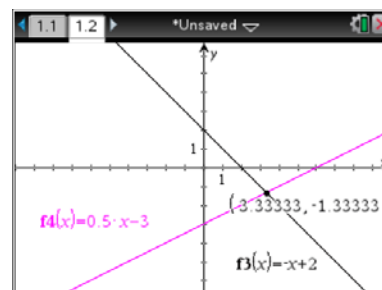 1.1 1.2 *Unsaved
y
1
1
(3.33333, -1.33333
f4(x)=0.5·x-3
f3(x)=-x+2